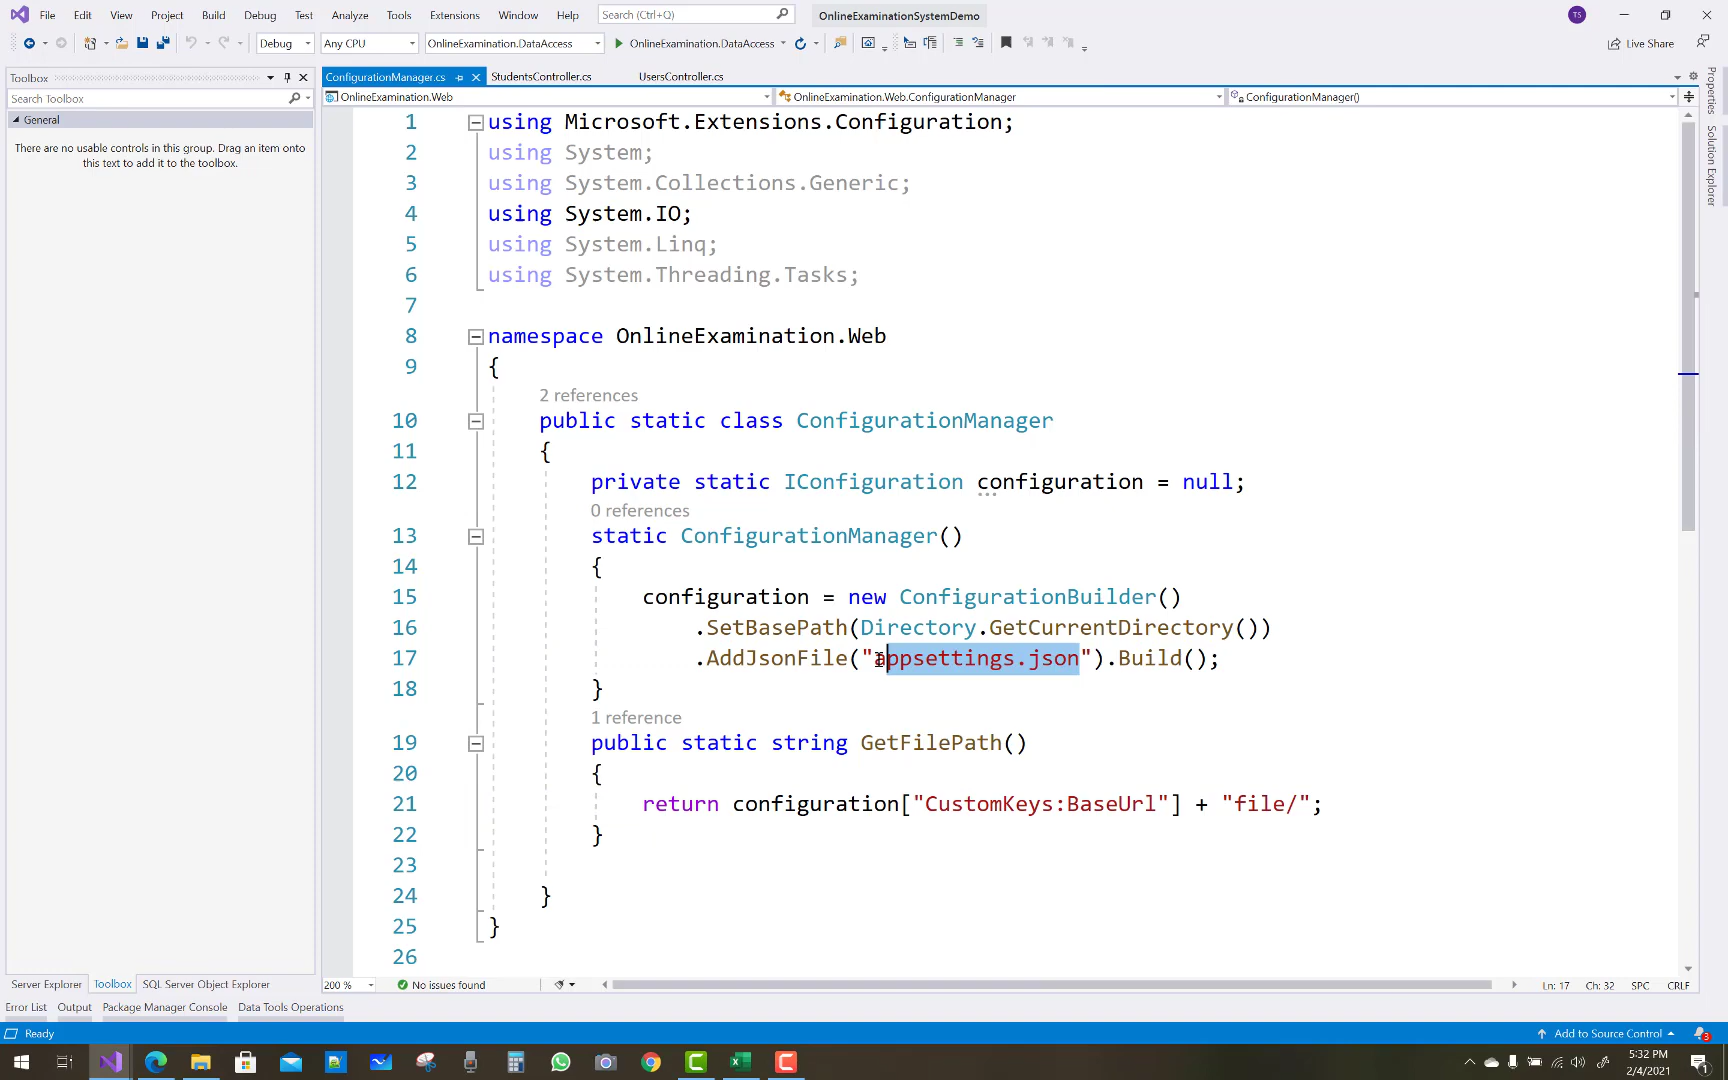 File Edit View Project Build Debug Test Analyze Tools Extensions Window Help Search (Ctrl+Q) OnlineExaminationSystemDemo TS
Debug Any CPU OnlineExamination.DataAccess OnlineExamination.DataAccess Live Share
Toolbox
Search Toolbox
General
There are no usable controls in this group. Drag an item onto
this text to add it to the toolbox.
ConfigurationManager.cs StudentsController.cs UsersController.cs
OnlineExamination.Web OnlineExamination.Web.ConfigurationManager ConfigurationManager()
1 using Microsoft.Extensions.Configuration;
2 using System;
3 using System.Collections.Generic;
4 using System.IO;
5 using System.Linq;
6 using System.Threading.Tasks;
7
8 namespace OnlineExamination.Web
9 {
2 references
10 public static class ConfigurationManager
11 {
12 private static IConfiguration configuration = null;
0 references
13 static ConfigurationManager()
14 {
15 configuration = new ConfigurationBuilder()
16 .SetBasePath(Directory.GetCurrentDirectory())
17 .AddJsonFile("appsettings.json").Build();
18 }
1 reference
19 public static string GetFilePath()
20 {
21 return configuration["CustomKeys:BaseUrl"] + "file/";
22 }
23
24 }
25 }
26
Properties
Solution Explorer
Server Explorer Toolbox SQL Server Object Explorer
200 % No issues found Ln: 17 Ch: 32 SPC CRLF
Error List Output Package Manager Console Data Tools Operations
Ready Add to Source Control 3
5:32 PM
2/4/2021
1